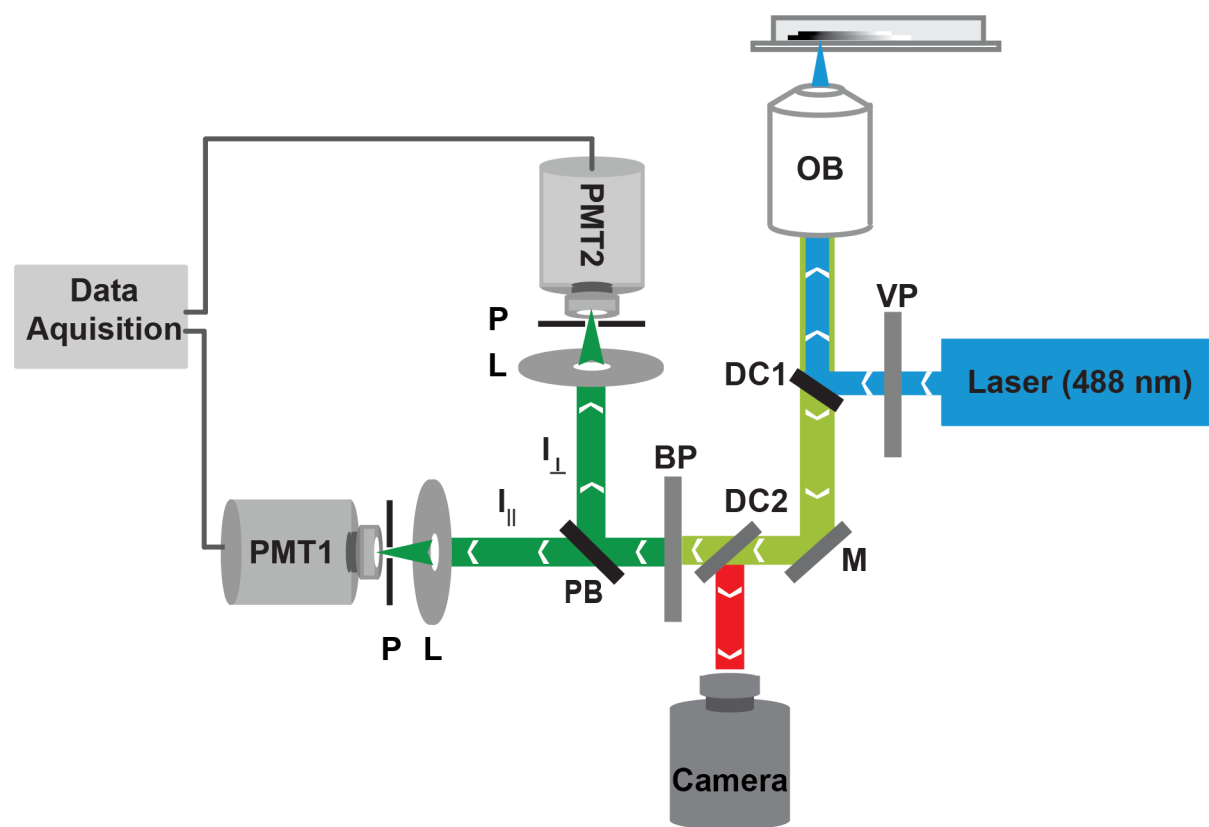 OB
PMT2
Data
Aquisition
VP
P
L
DC1
Laser (488 nm)
I⊥
BP
I||
DC2
PMT1
PB
M
P
L
Camera